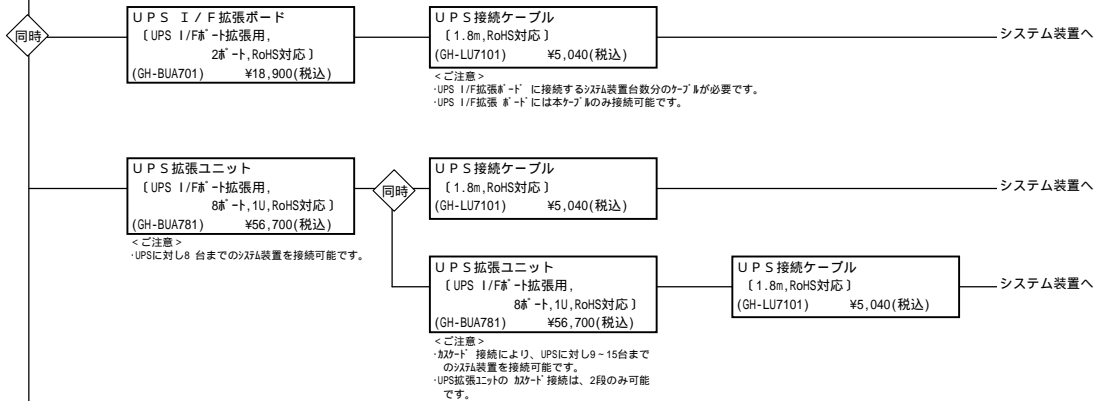 同時
ＵＰＳ Ｉ/Ｆ拡張ボード
〔UPS I/Fﾎﾟｰﾄ拡張用,
2ﾎﾟｰﾄ,RoHS対応〕
(GH-BUA701) ¥18,900(税込)
ＵＰＳ接続ケーブル
〔1.8m,RoHS対応〕
(GH-LU7101) ¥5,040(税込)
システム装置へ
<ご注意>
･UPS I/F拡張ﾎﾞｰﾄﾞ に接続するｼｽﾃﾑ装置台数分のｹｰﾌﾞﾙが必要です。
･UPS I/F拡張 ﾎﾞｰﾄﾞには本ｹｰﾌﾞﾙのみ接続可能です。
ＵＰＳ拡張ユニット
〔UPS I/Fﾎﾟｰﾄ拡張用,
8ﾎﾟｰﾄ,1U,RoHS対応〕
(GH-BUA781) ¥56,700(税込)
<ご注意>
･UPSに対し8 台までのｼｽﾃﾑ装置を接続可能です。
同時
ＵＰＳ接続ケーブル
〔1.8m,RoHS対応〕
(GH-LU7101) ¥5,040(税込)
システム装置へ
ＵＰＳ拡張ユニット
〔UPS I/Fﾎﾟｰﾄ拡張用,
8ﾎﾟｰﾄ,1U,RoHS対応〕
(GH-BUA781) ¥56,700(税込)
<ご注意>
･ｶｽｹｰﾄﾞ 接続により、UPSに対し9~15台まで
のｼｽﾃﾑ装置を接続可能です。
･UPS拡張ﾕﾆｯﾄの ｶｽｹｰﾄﾞ接続は、2段のみ可能
です。
ＵＰＳ接続ケーブル
〔1.8m,RoHS対応〕
(GH-LU7101) ¥5,040(税込)
システム装置へ